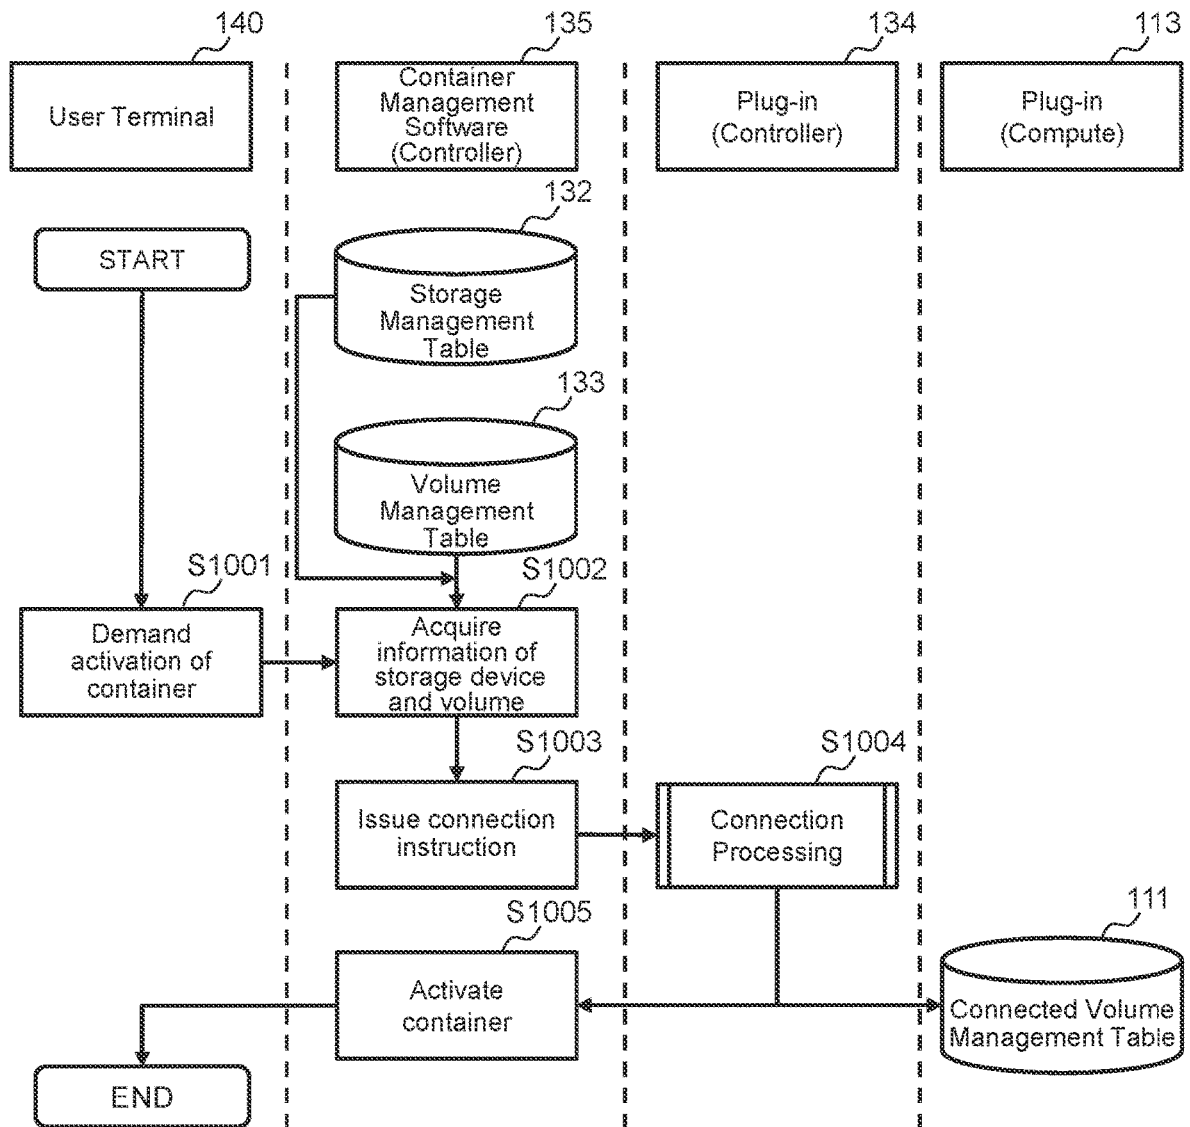 140
135
134
113
User Terminal
Container
Management
Software
(Controller)
Plug-in
(Controller)
Plug-in
(Compute)
132
START
Storage
Management
Table
133
Volume
Management
Table
S1001
S1002
Demand
activation of
container
Acquire
information of
storage device
and volume
S1003
S1004
Issue connection
instruction
Connection
Processing
S1005
111
Activate
container
Connected Volume
Management Table
END